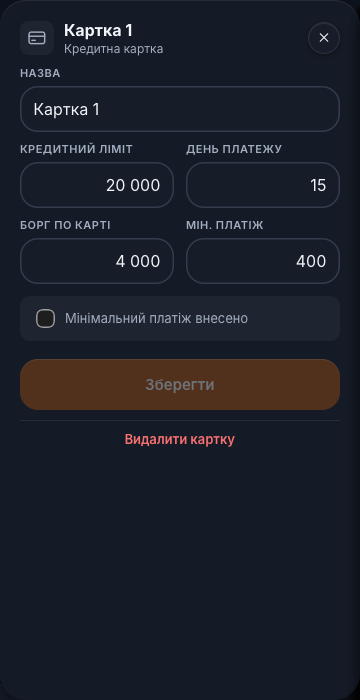 Картка 1
Кредитна картка
НАЗВА
Картка 1
КРЕДИТНИЙ ЛІМІТ
ДЕНЬ ПЛАТЕЖУ
20 000
15
БОРГ ПО КАРТІ
МІН. ПЛАТІЖ
4 000
400
Мінімальний платіж внесено
Зберегти
Видалити картку